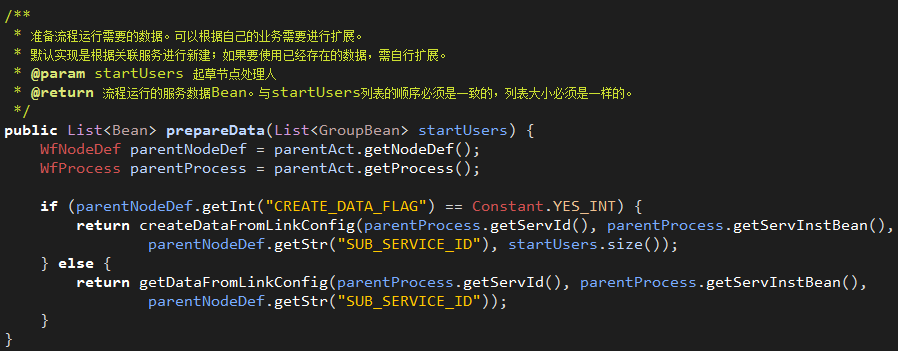 /**
 * 准备流程运行需要的数据。可以根据自己的业务需要进行扩展。
 * 默认实现是根据关联服务进行新建；如果要使用已经存在的数据，需自行扩展。
 * @param startUsers 起草节点处理人
 * @return 流程运行的服务数据Bean。与startUsers列表的顺序必须是一致的，列表大小必须是一样的。
 */
public List<Bean> prepareData(List<GroupBean> startUsers) {
    WfNodeDef parentNodeDef = parentAct.getNodeDef();
    WfProcess parentProcess = parentAct.getProcess();

    if (parentNodeDef.getInt("CREATE_DATA_FLAG") == Constant.YES_INT) {
        return createDataFromLinkConfig(parentProcess.getServId(), parentProcess.getServInstBean(),
                parentNodeDef.getStr("SUB_SERVICE_ID"), startUsers.size());
    } else {
        return getDataFromLinkConfig(parentProcess.getServId(), parentProcess.getServInstBean(),
                parentNodeDef.getStr("SUB_SERVICE_ID"));
    }
}